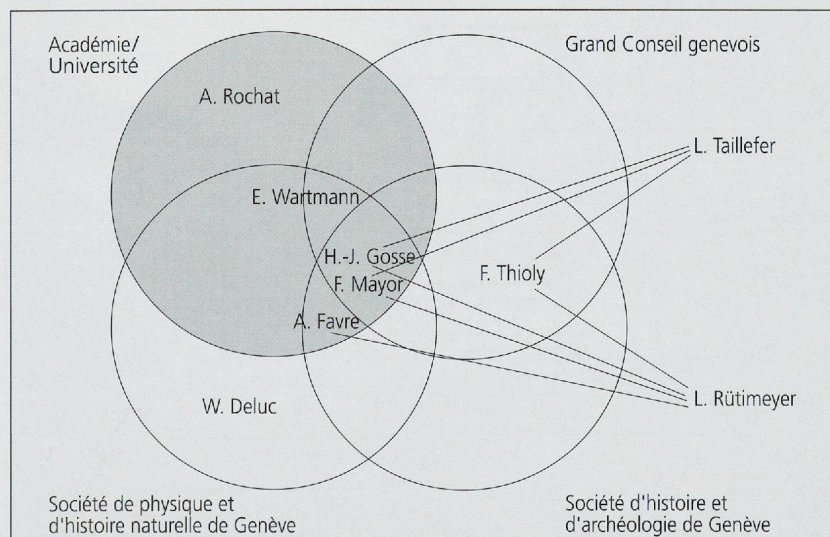 Académie/
Université
Grand Conseil genevois
A. Rochat
L. Taillefer
E. Wartmann
H.-J. Gosse
F. Mayor
F. Thioly
A. Favre
L. Rütimeyer
W. Deluc
Société de physique et
d'histoire naturelle de Genève
Société d'histoire et
d'archéologie de Genève